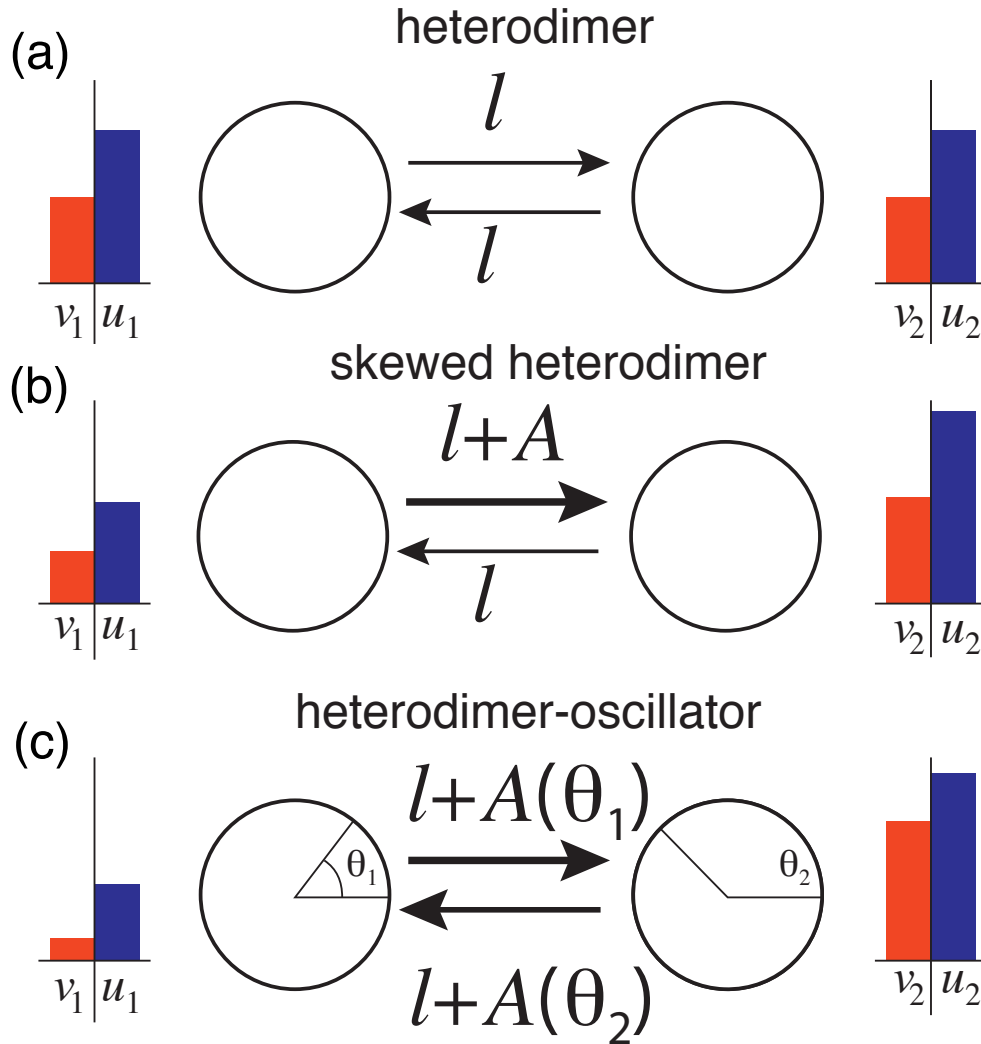 heterodimer
(a)
l
l
v1 u1
v2 u2
skewed heterodimer
(b)
l+A
l
v1 u1
v2 u2
heterodimer-oscillator
(c)
l+A(θ1)
θ1
θ2
l+A(θ2)
v1 u1
v2 u2